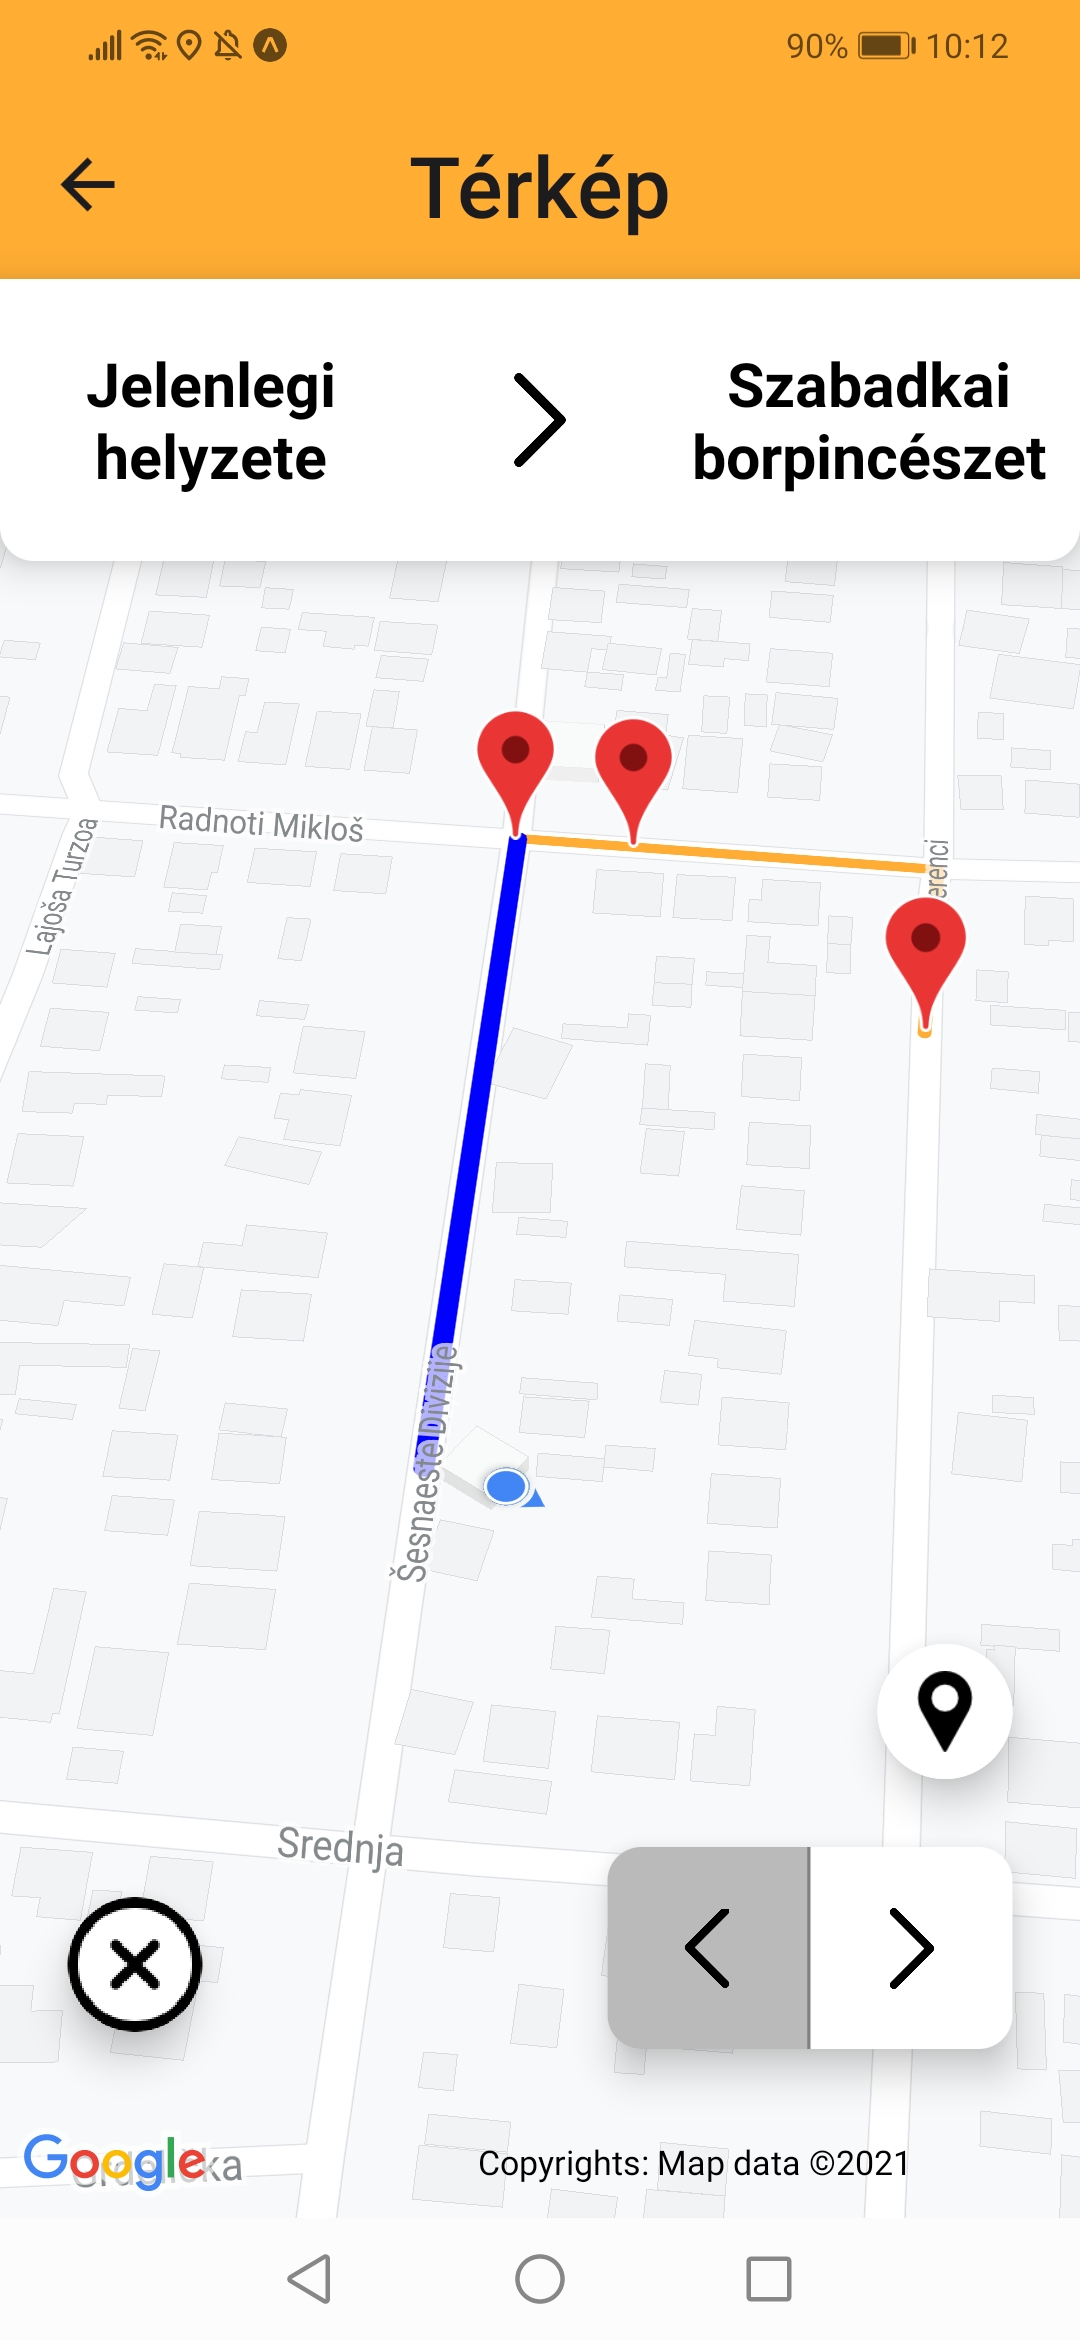 90% 10:12
Térkép
Jelenlegi
helyzete
Szabadkai
borpincészet
Radnoti Mikloš
Lajoša Turzoa
erenci
Šesnaeste Divizije
Srednja
Google
Copyrights: Map data ©2021